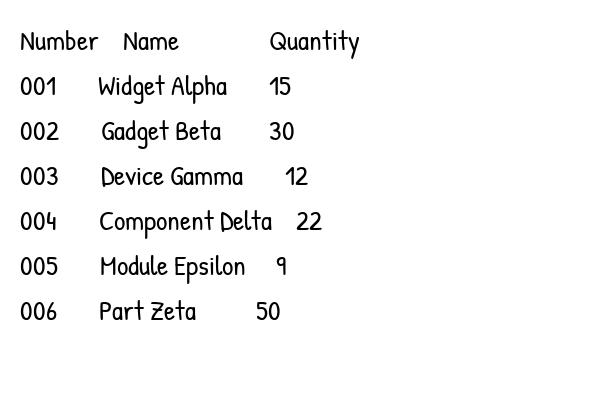 Number Name Quantity
001 Widget Alpha 15
002 Gadget Beta 30
003 Device Gamma 12
004 Component Delta 22
005 Module Epsilon 9
006 Part Zeta 50